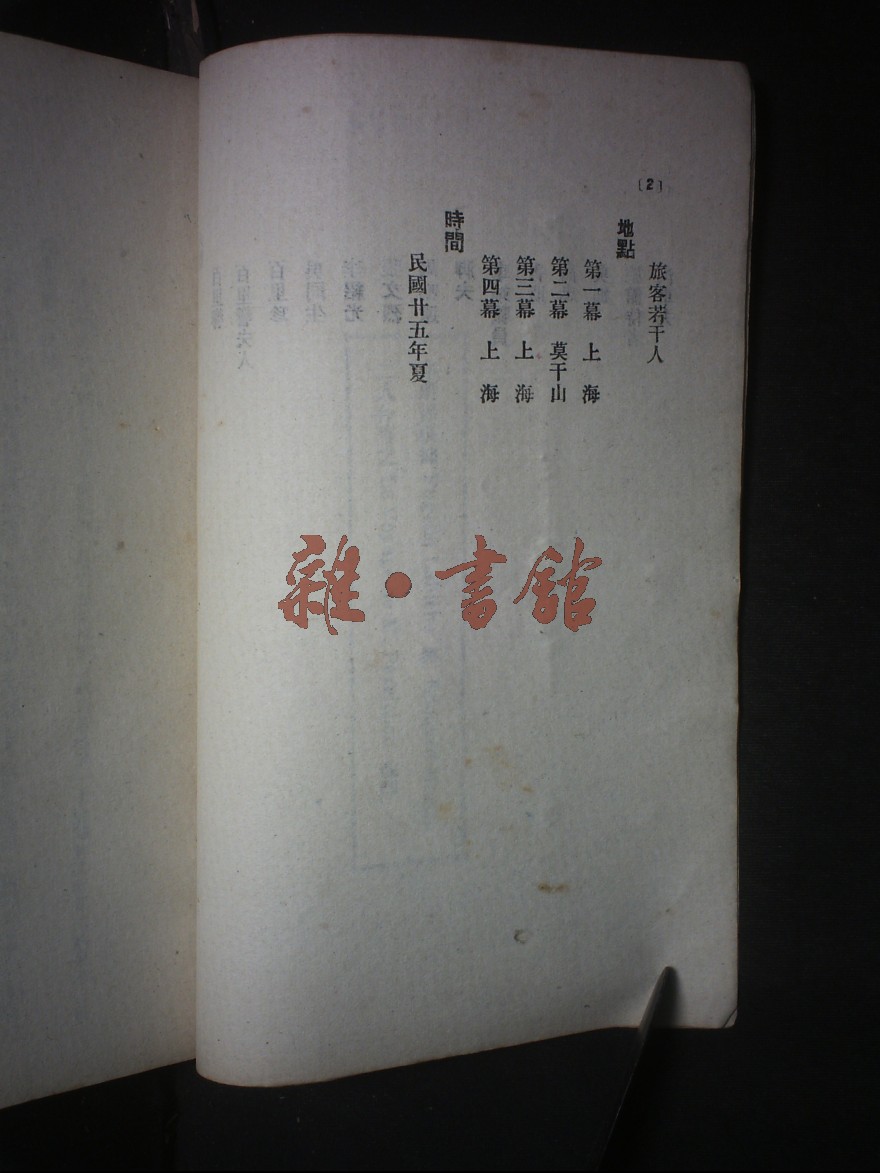 〔2〕
旅客若干人
地點
第一幕 上海
第二幕 莫干山
第三幕 上海
第四幕 上海
時間
民國廿五年夏
雜·書館